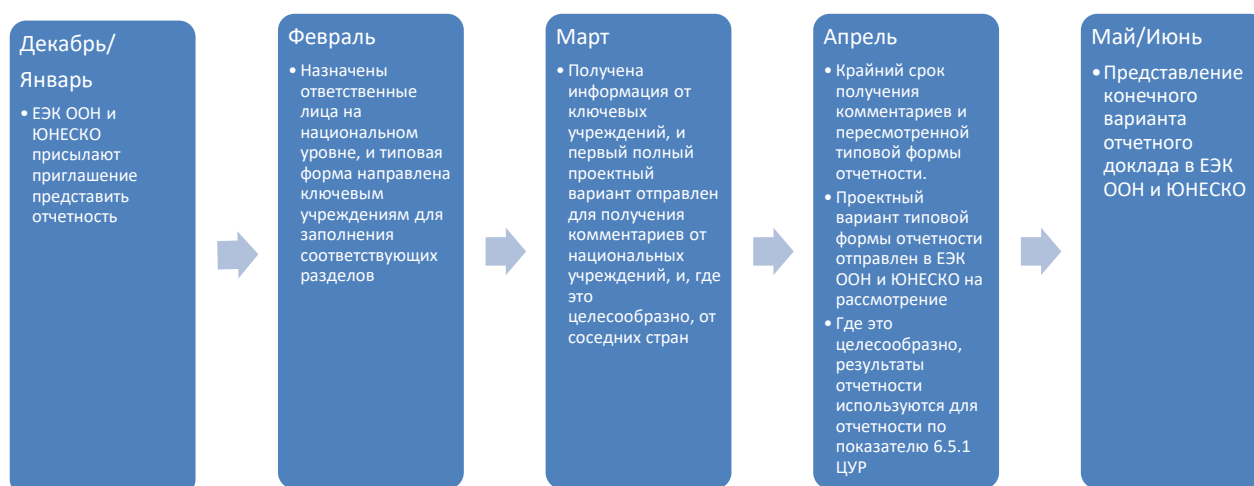 Декабрь/
Январь
• ЕЭК ООН и
ЮНЕСКО
присылают
приглашение
представить
отчетность
Февраль
• Назначены
ответственные
лица на
национальном
уровне, и типовая
форма направлена
ключевым
учреждениям для
заполнения
соответствующих
разделов
Март
• Получена
информация от
ключевых
учреждений, и
первый полный
проектный
вариант отправлен
для получения
комментариев от
национальных
учреждений, и, где
это
целесообразно, от
соседних стран
Апрель
• Крайний срок
получения
комментариев и
пересмотренной
типовой формы
отчетности.
• Проектный
вариант типовой
формы отчетности
отправлен в ЕЭК
ООН и ЮНЕСКО на
рассмотрение
• Где это
целесообразно,
результаты
отчетности
используются для
отчетности по
показателю 6.5.1
ЦУР
Май/Июнь
• Представление
конечного
варианта
отчетного
доклада в ЕЭК
ООН и ЮНЕСКО